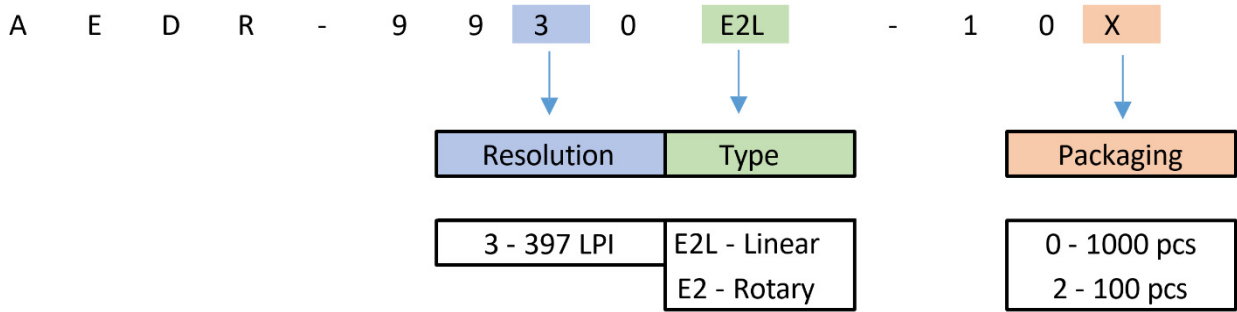 A E D R - 9 9 3 0 E2L - 1 0 X
Resolution Type Packaging
3 - 397 LPI E2L - Linear 0 - 1000 pcs
E2 - Rotary 2 - 100 pcs